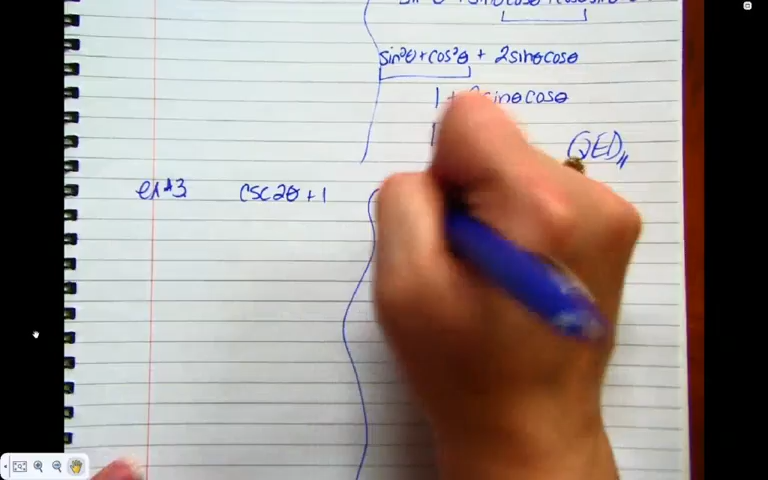 sin²θ + cos²θ + 2sinθcosθ
1 + 2sinθcosθ
QED
ex#3 csc2θ + 1